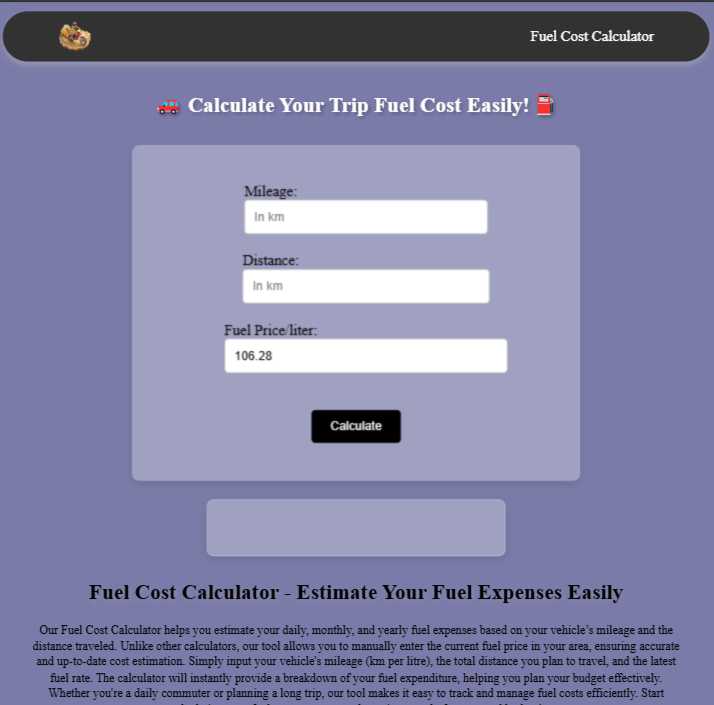 Fuel Cost Calculator
Calculate Your Trip Fuel Cost Easily!
Mileage:
In km
Distance:
In km
Fuel Price/liter:
106.28
Calculate
Fuel Cost Calculator - Estimate Your Fuel Expenses Easily
Our Fuel Cost Calculator helps you estimate your daily, monthly, and yearly fuel expenses based on your vehicle’s mileage and the
distance traveled. Unlike other calculators, our tool allows you to manually enter the current fuel price in your area, ensuring accurate
and up-to-date cost estimation. Simply input your vehicle's mileage (km per litre), the total distance you plan to travel, and the latest
fuel rate. The calculator will instantly provide a breakdown of your fuel expenditure, helping you plan your budget effectively.
Whether you're a daily commuter or planning a long trip, our tool makes it easy to track and manage fuel costs efficiently. Start